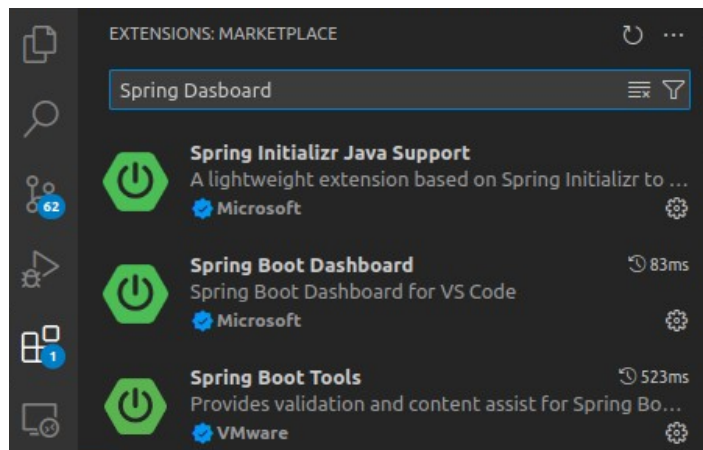 EXTENSIONS: MARKETPLACE
Spring Dasboard
Spring Initializr Java Support
A lightweight extension based on Spring Initializr to ...
Microsoft
62
Spring Boot Dashboard 83ms
Spring Boot Dashboard for VS Code
Microsoft
1
Spring Boot Tools 523ms
Provides validation and content assist for Spring Bo...
VMware